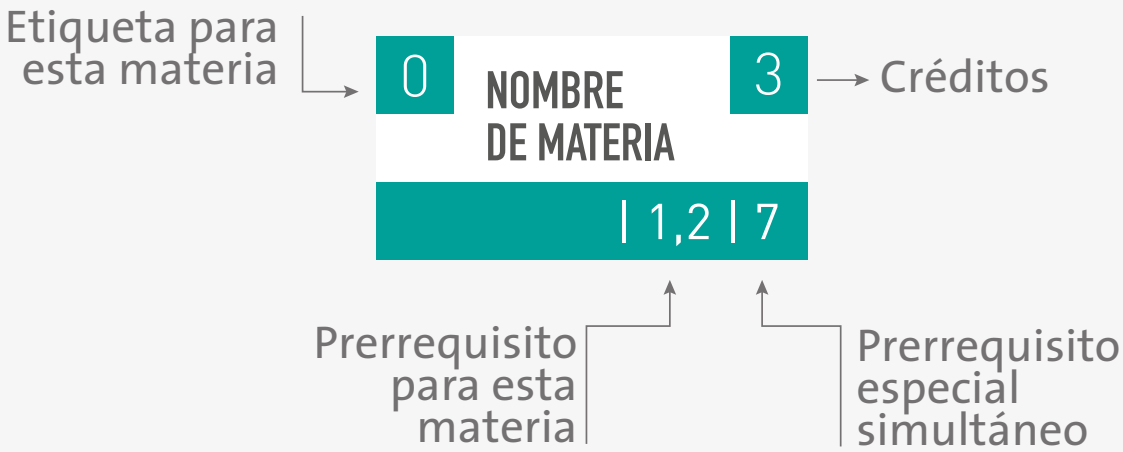 Etiqueta para
esta materia
0
NOMBRE
DE MATERIA
3
Créditos
| 1,2 | 7
Prerrequisito
para esta
materia
Prerrequisito
especial
simultáneo